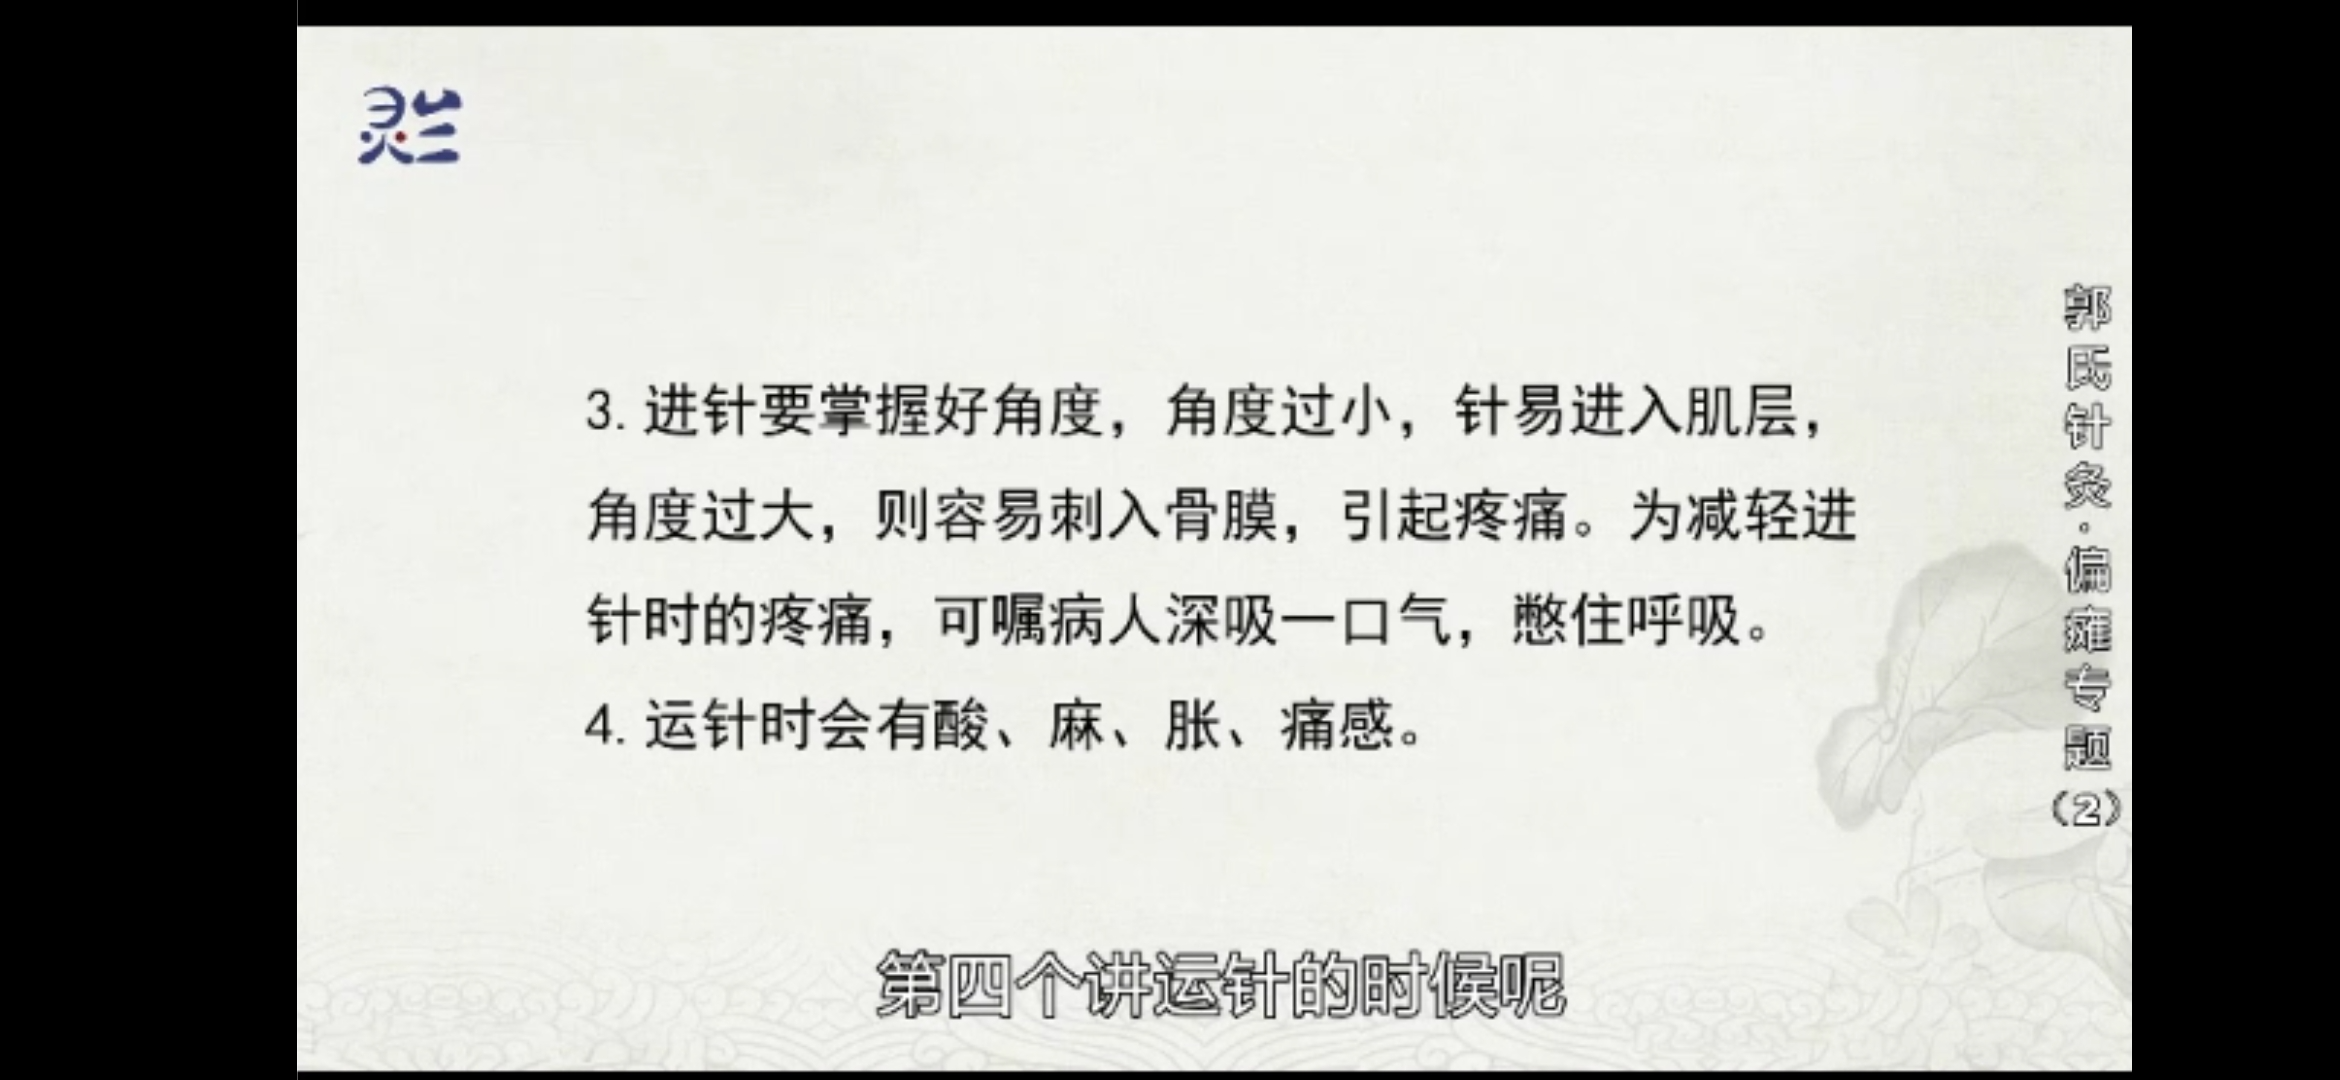 灵兰
3. 进针要掌握好角度，角度过小，针易进入肌层，
角度过大，则容易刺入骨膜，引起疼痛。为减轻进
针时的疼痛，可嘱病人深吸一口气，憋住呼吸。
4. 运针时会有酸、麻、胀、痛感。
第四个讲运针的时候呢
郭氏针灸·偏瘫专题（2）